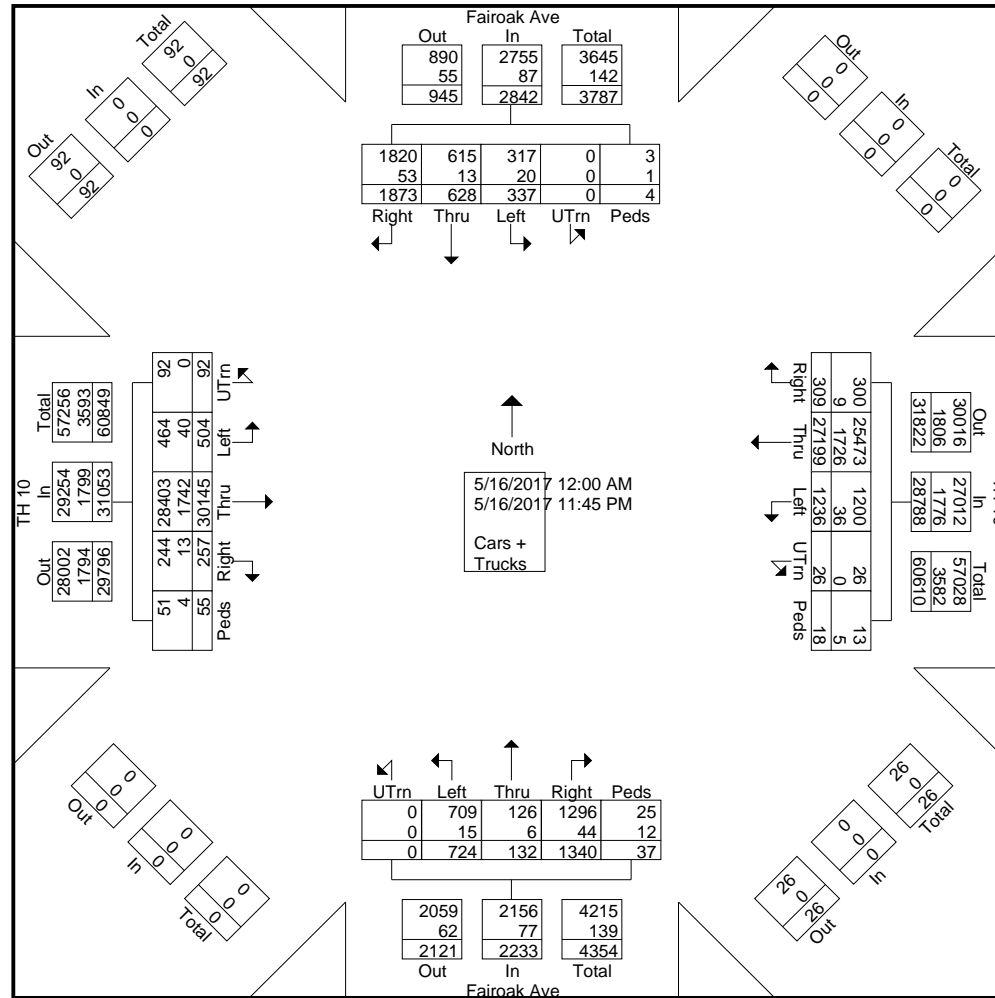 Fairoak Ave
Out In Total
890 2755 3645
55 87 142
945 2842 3787
1820 615 317 0 3
53 13 20 0 1
1873 628 337 0 4
Right Thru Left UTrn Peds
Total
92
0
92
In
0
0
0
Out
92
0
92
Out
0
0
0
In
0
0
0
Total
0
0
0
TH 10
Total
57256
3593
60849
In
29254
1799
31053
Out
28002
1794
29796
92 0 92 UTrn
464 40 504 Left
28403 1742 30145 Thru
244 13 257 Right
51 4 55 Peds
North
5/16/2017 12:00 AM
5/16/2017 11:45 PM
Cars +
Trucks
Right 309 9 300
Thru 27199 1726 25473
Left 1236 36 1200
UTrn 26 0 26
Peds 18 5 13
Out
30016
1806
31822
In
27012
1776
28788
Total
57028
3582
60610
UTrn Left Thru Right Peds
0 709 126 1296 25
0 15 6 44 12
0 724 132 1340 37
2059 2156 4215
62 77 139
2121 2233 4354
Out In Total
Fairoak Ave
0
0
0
Out
0
0
0
In
0
0
0
Total
26
0
26
Total
0
0
0
In
26
0
26
Out